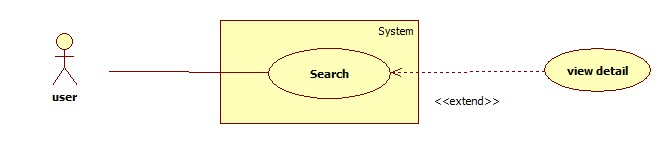 System
Search
view detail
user
<<extend>>